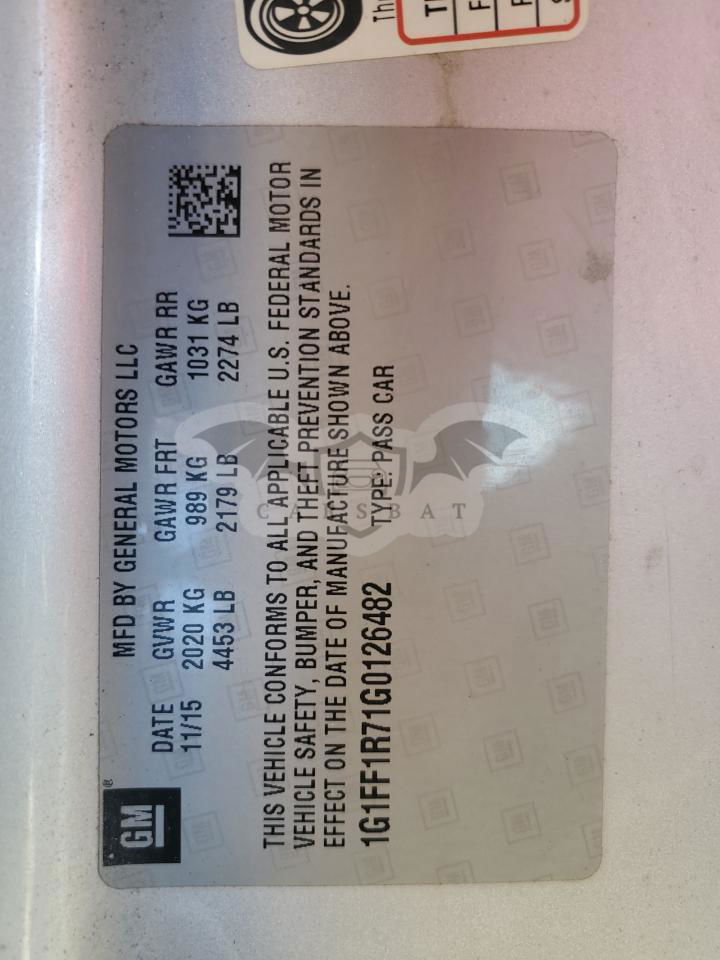 GM ®
MFD BY GENERAL MOTORS LLC
DATE GVWR GAWR FRT GAWR RR
11/15 2020 KG 989 KG 1031 KG
4453 LB 2179 LB 2274 LB
THIS VEHICLE CONFORMS TO ALL APPLICABLE U.S. FEDERAL MOTOR
VEHICLE SAFETY, BUMPER, AND THEFT PREVENTION STANDARDS IN
EFFECT ON THE DATE OF MANUFACTURE SHOWN ABOVE.
1G1FF1R71G0126482 TYPE: PASS CAR
CARSBAT